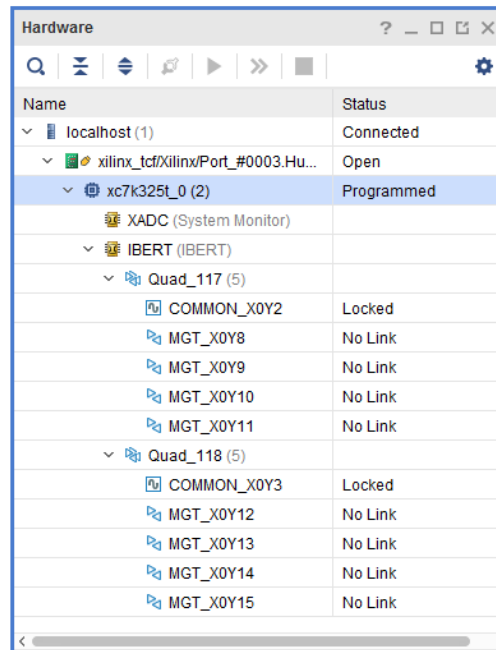 Hardware
Name Status
localhost (1) Connected
xilinx_tcf/Xilinx/Port_#0003.Hu... Open
xc7k325t_0 (2) Programmed
XADC (System Monitor)
IBERT (IBERT)
Quad_117 (5)
COMMON_X0Y2 Locked
MGT_X0Y8 No Link
MGT_X0Y9 No Link
MGT_X0Y10 No Link
MGT_X0Y11 No Link
Quad_118 (5)
COMMON_X0Y3 Locked
MGT_X0Y12 No Link
MGT_X0Y13 No Link
MGT_X0Y14 No Link
MGT_X0Y15 No Link